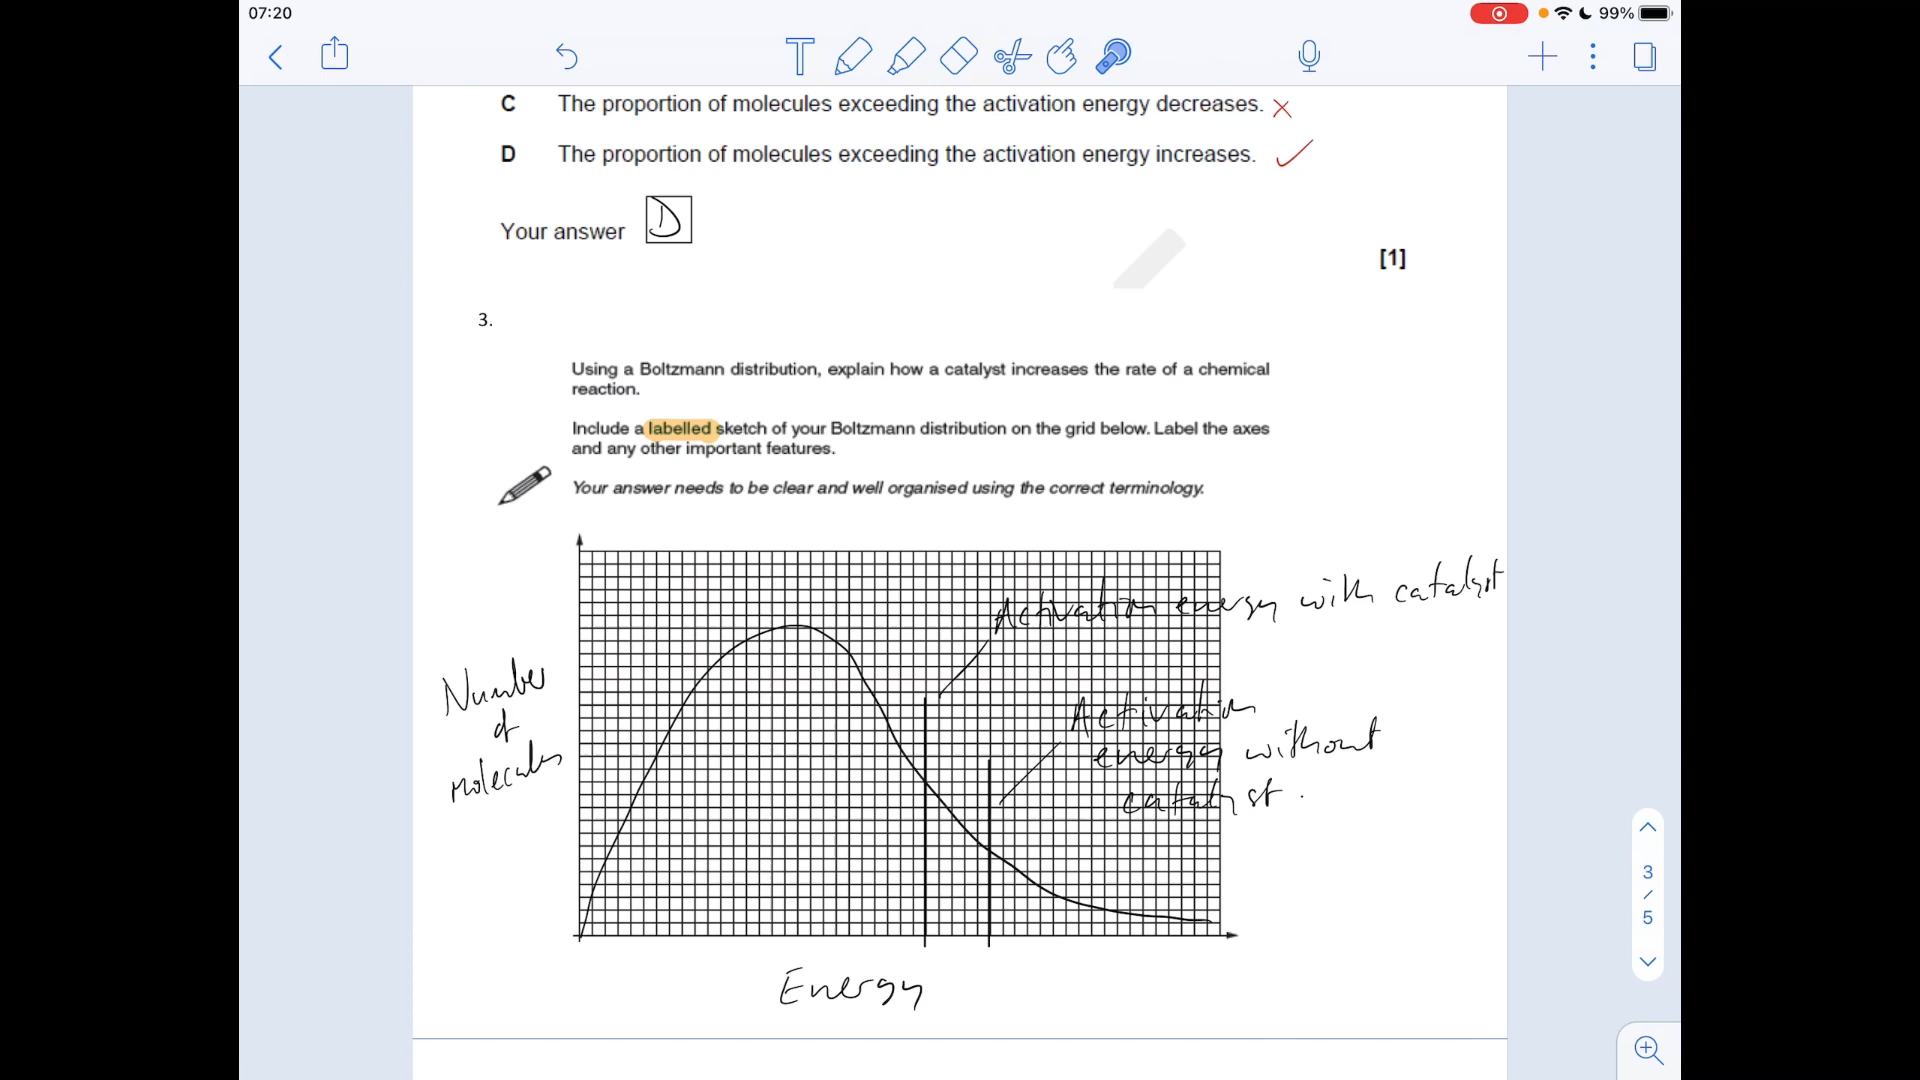 07:20
99%
C The proportion of molecules exceeding the activation energy decreases.
D The proportion of molecules exceeding the activation energy increases.
Your answer D
[1]
3.
Using a Boltzmann distribution, explain how a catalyst increases the rate of a chemical
reaction.
Include a labelled sketch of your Boltzmann distribution on the grid below. Label the axes
and any other important features.
Your answer needs to be clear and well organised using the correct terminology.
Activation energy with catalyst
Number
of
molecules
Activation
energy without
catalyst.
Energy
3
/
5